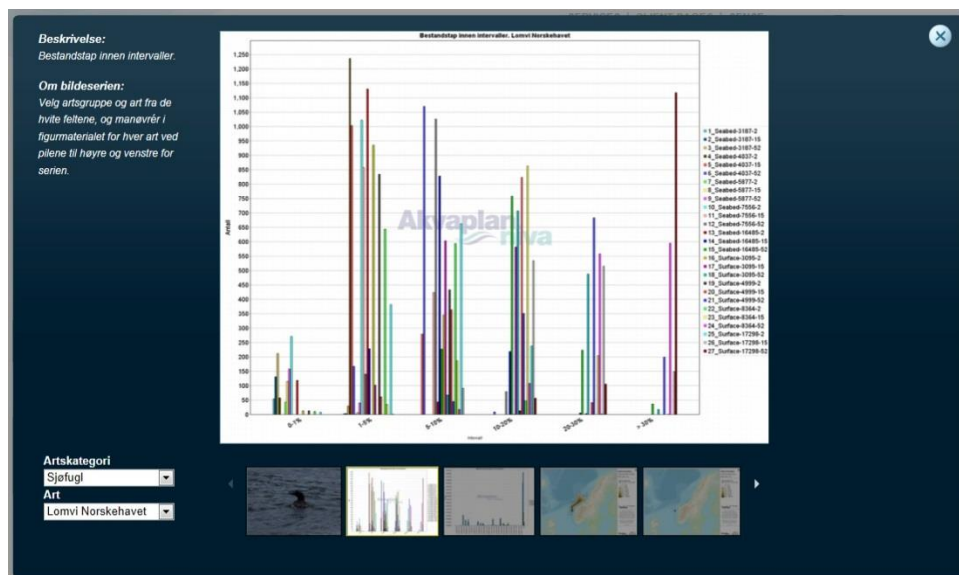 Beskrivelse:
Bestandstap innen intervaller.
Om bildeserien:
Velg artsgruppe og art fra de
hvite feltene, og manøvrér i
figurmaterialet for hver art ved
pilene til høyre og venstre for
serien.
Bestandstap innen intervaller. Lomvi Norskehavet
1,250
1,200
1,150
1,100
1,050
1,000
950
900
850
800
750
700
650
600
550
500
450
400
350
300
250
200
150
100
50
0
Antall
Akvaplan
niva
0-1%
1-5%
5-10%
10-20%
20-30%
> 30%
Intervall
1_Seabed-3187-2
2_Seabed-3187-15
3_Seabed-3187-52
4_Seabed-4037-2
5_Seabed-4037-15
6_Seabed-4037-52
7_Seabed-5877-2
8_Seabed-5877-15
9_Seabed-5877-52
10_Seabed-7556-2
11_Seabed-7556-15
12_Seabed-7556-52
13_Seabed-16485-2
14_Seabed-16485-15
15_Seabed-16485-52
16_Surface-3095-2
17_Surface-3095-15
18_Surface-3095-52
19_Surface-4999-2
20_Surface-4999-15
21_Surface-4999-52
22_Surface-8364-2
23_Surface-8364-15
24_Surface-8364-52
25_Surface-17298-2
26_Surface-17298-15
27_Surface-17298-52
Artskategori
Sjøfugl
Art
Lomvi Norskehavet